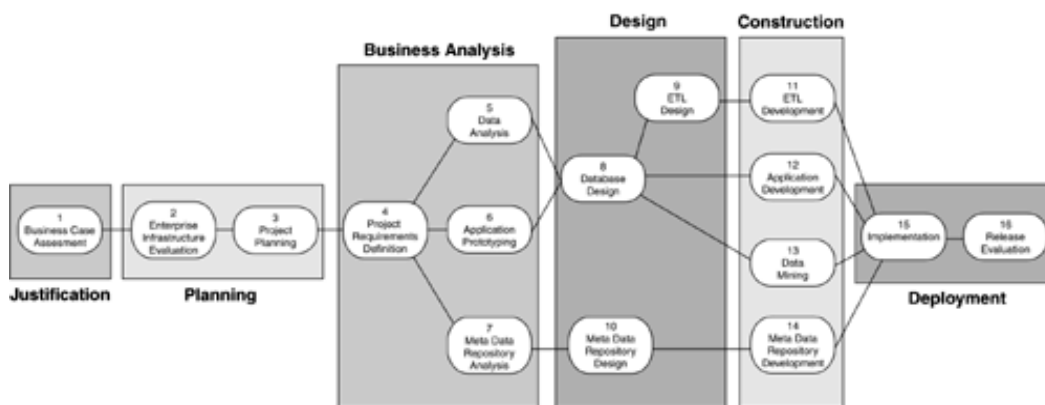 Design
Construction
Business Analysis
9
ETL
Design
11
ETL
Development
5
Data
Analysis
8
Database
Design
12
Application
Development
1
Business Case
Assesment
2
Enterprise
Infrastructure
Evaluation
3
Project
Planning
4
Project
Requirements
Definition
6
Application
Prototyping
15
Implementation
16
Release
Evaluation
13
Data
Mining
Justification
Planning
Deployment
7
Meta Data
Repository
Analysis
10
Meta Data
Repository
Design
14
Meta Data
Repository
Development